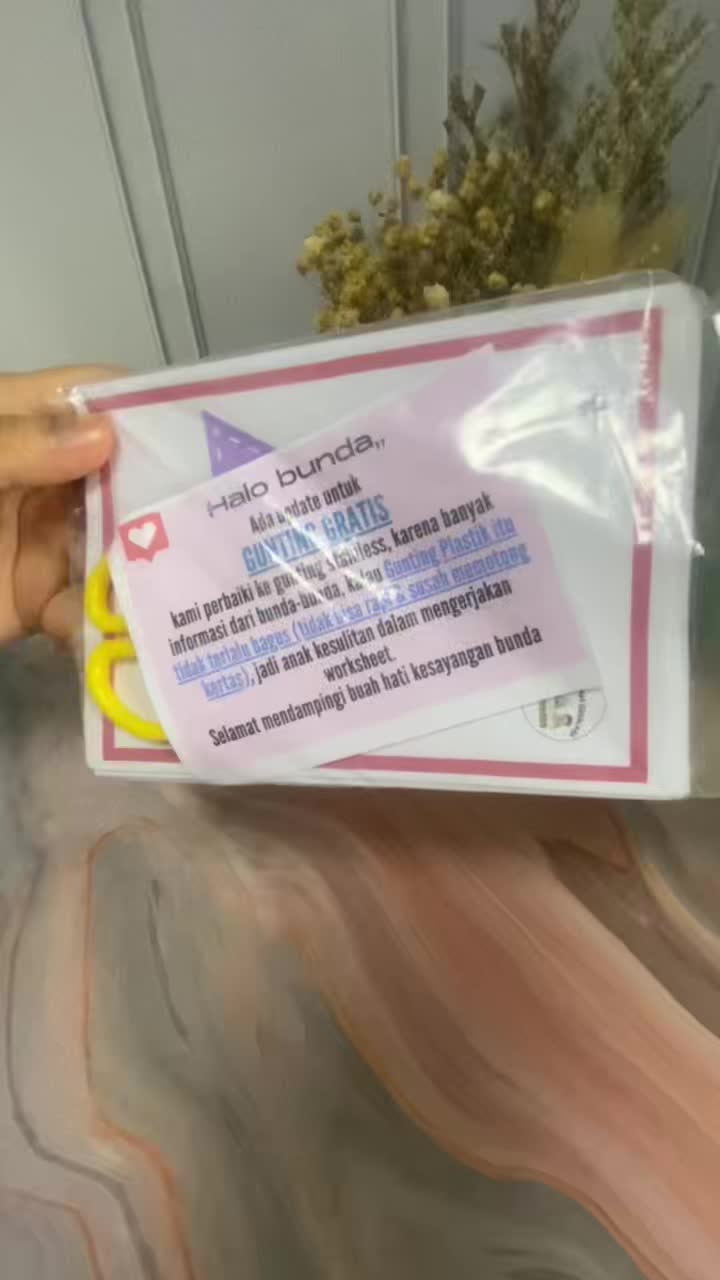 Halo bunda,,
Ada update untuk
GUNTING GRATIS
kami perbaiki ke gunting stainless, karena banyak
informasi dari bunda-bunda, kalau Gunting Plastik itu
tidak terlalu bagus (tidak bisa rapi & susah memotong
kertas), jadi anak kesulitan dalam mengerjakan
worksheet.
Selamat mendampingi buah hati kesayangan bunda